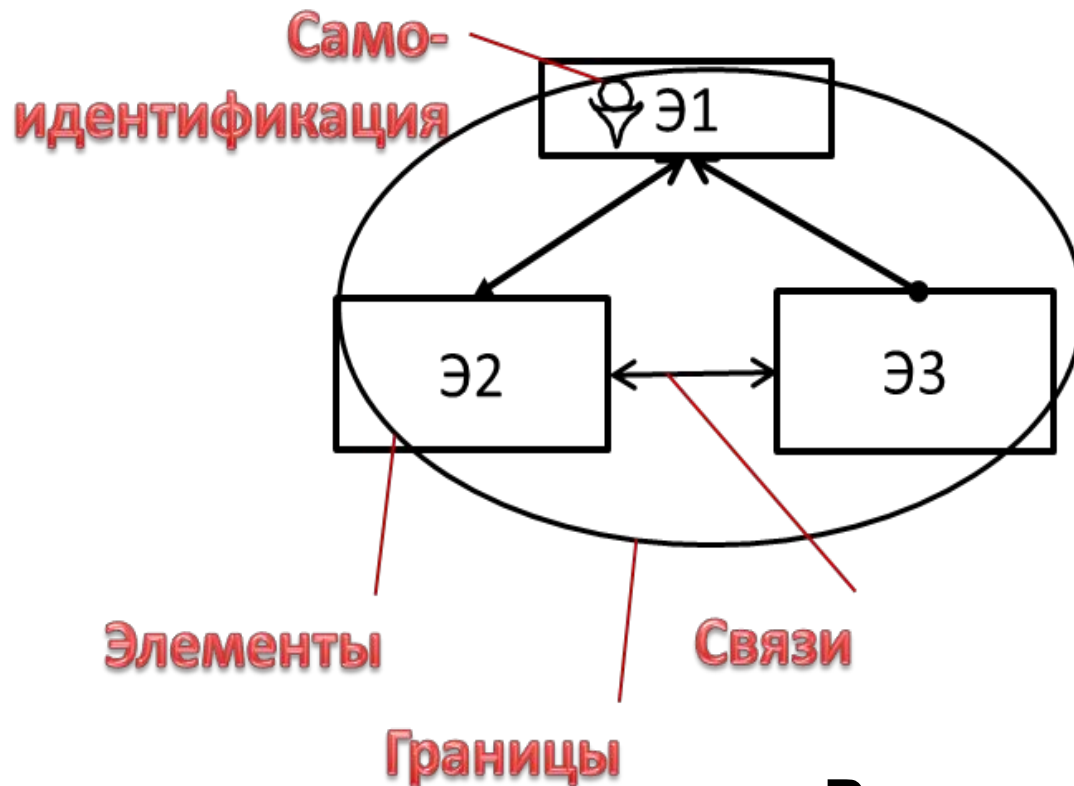 Само-
идентификация
Э1
Э2
Э3
Элементы
Связи
Границы